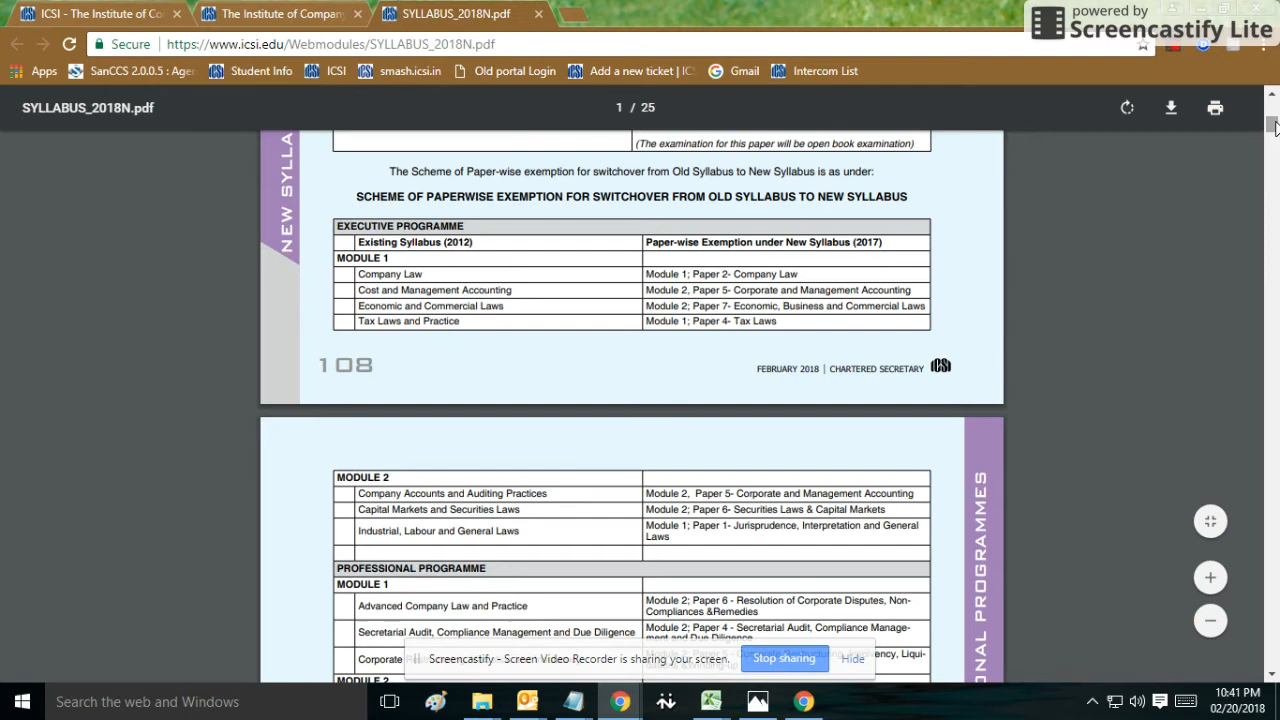 ICSI - The Institute of Co
The Institute of Company
SYLLABUS_2018N.pdf
powered by
Screencastify Lite
Secure
https://www.icsi.edu/Webmodules/SYLLABUS_2018N.pdf
Apps
SanCCS 2.0.0.5 : Ager
Student Info
ICSI
smash.icsi.in
Old portal Login
Add a new ticket | IC
Gmail
Intercom List
SYLLABUS_2018N.pdf
1 / 25
NEW SYLLA
(The examination for this paper will be open book examination)
The Scheme of Paper-wise exemption for switchover from Old Syllabus to New Syllabus is as under:
SCHEME OF PAPERWISE EXEMPTION FOR SWITCHOVER FROM OLD SYLLABUS TO NEW SYLLABUS
EXECUTIVE PROGRAMME
Existing Syllabus (2012) Paper-wise Exemption under New Syllabus (2017)
MODULE 1
Company Law Module 1; Paper 2- Company Law
Cost and Management Accounting Module 2, Paper 5- Corporate and Management Accounting
Economic and Commercial Laws Module 2; Paper 7- Economic, Business and Commercial Laws
Tax Laws and Practice Module 1; Paper 4- Tax Laws
108
FEBRUARY 2018 | CHARTERED SECRETARY ICSI
MODULE 2
Company Accounts and Auditing Practices Module 2, Paper 5- Corporate and Management Accounting
Capital Markets and Securities Laws Module 2; Paper 6- Securities Laws & Capital Markets
Industrial, Labour and General Laws Module 1; Paper 1- Jurisprudence, Interpretation and General
Laws
PROFESSIONAL PROGRAMME
MODULE 1
Advanced Company Law and Practice Module 2; Paper 6 - Resolution of Corporate Disputes, Non-
Compliances &Remedies
Secretarial Audit, Compliance Management and Due Diligence Module 2; Paper 4 - Secretarial Audit, Compliance Manage-
ment and Due Diligence
Corporate
MODULE 2
ONAL PROGRAMMES
Screencastify - Screen Video Recorder is sharing your screen.
Stop sharing
Hide
Search the web and Windows
10:41 PM
02/20/2018